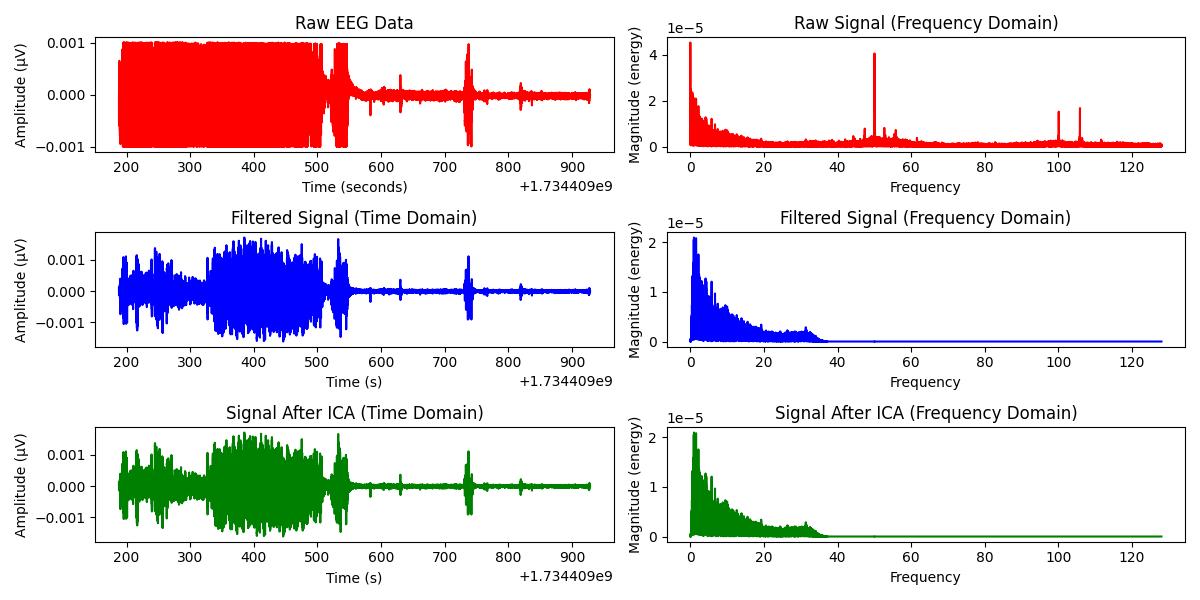 Raw EEG Data
Amplitude (µV)
0.001
0.000
−0.001
200 300 400 500 600 700 800 900
Time (seconds)
+1.734409e9
Raw Signal (Frequency Domain)
1e−5
Magnitude (energy)
4
2
0
0 20 40 60 80 100 120
Frequency
Filtered Signal (Time Domain)
Amplitude (µV)
0.001
0.000
−0.001
200 300 400 500 600 700 800 900
Time (s)
+1.734409e9
Filtered Signal (Frequency Domain)
1e−5
Magnitude (energy)
2
1
0
0 20 40 60 80 100 120
Frequency
Signal After ICA (Time Domain)
Amplitude (µV)
0.001
0.000
−0.001
200 300 400 500 600 700 800 900
Time (s)
+1.734409e9
Signal After ICA (Frequency Domain)
1e−5
Magnitude (energy)
2
1
0
0 20 40 60 80 100 120
Frequency